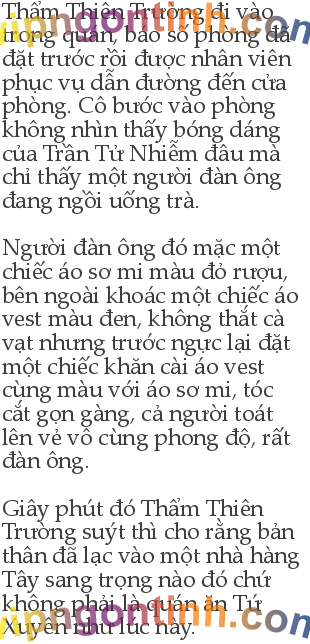 Thẩm Thiên Trường đi vào
trong quán, báo số phòng đã
đặt trước rồi được nhân viên
phục vụ dẫn đường đến cửa
phòng. Cô bước vào phòng
không nhìn thấy bóng dáng
của Trần Tử Nhiễm đâu mà
chỉ thấy một người đàn ông
đang ngồi uống trà.
Người đàn ông đó mặc một
chiếc áo sơ mi màu đỏ rượu,
bên ngoài khoác một chiếc áo
vest màu đen, không thắt cà
vạt nhưng trước ngực lại đặt
một chiếc khăn cài áo vest
cùng màu với áo sơ mi, tóc
cắt gọn gàng, cả người toát
lên vẻ vô cùng phong độ, rất
đàn ông.
Giây phút đó Thẩm Thiên
Trường suýt thì cho rằng bản
thân đã lạc vào một nhà hàng
Tây sang trọng nào đó chứ
không phải là quán ăn Tứ
Xuyên như lúc này.